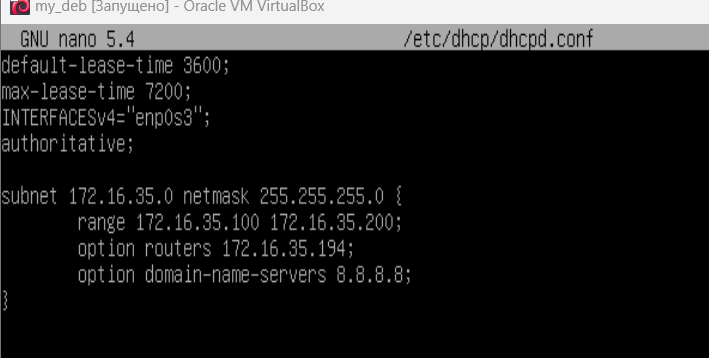 my_deb [Запущено] - Oracle VM VirtualBox
GNU nano 5.4 /etc/dhcp/dhcpd.conf
default-lease-time 3600;
max-lease-time 7200;
INTERFACESv4="enp0s3";
authoritative;
subnet 172.16.35.0 netmask 255.255.255.0 {
range 172.16.35.100 172.16.35.200;
option routers 172.16.35.194;
option domain-name-servers 8.8.8.8;
}